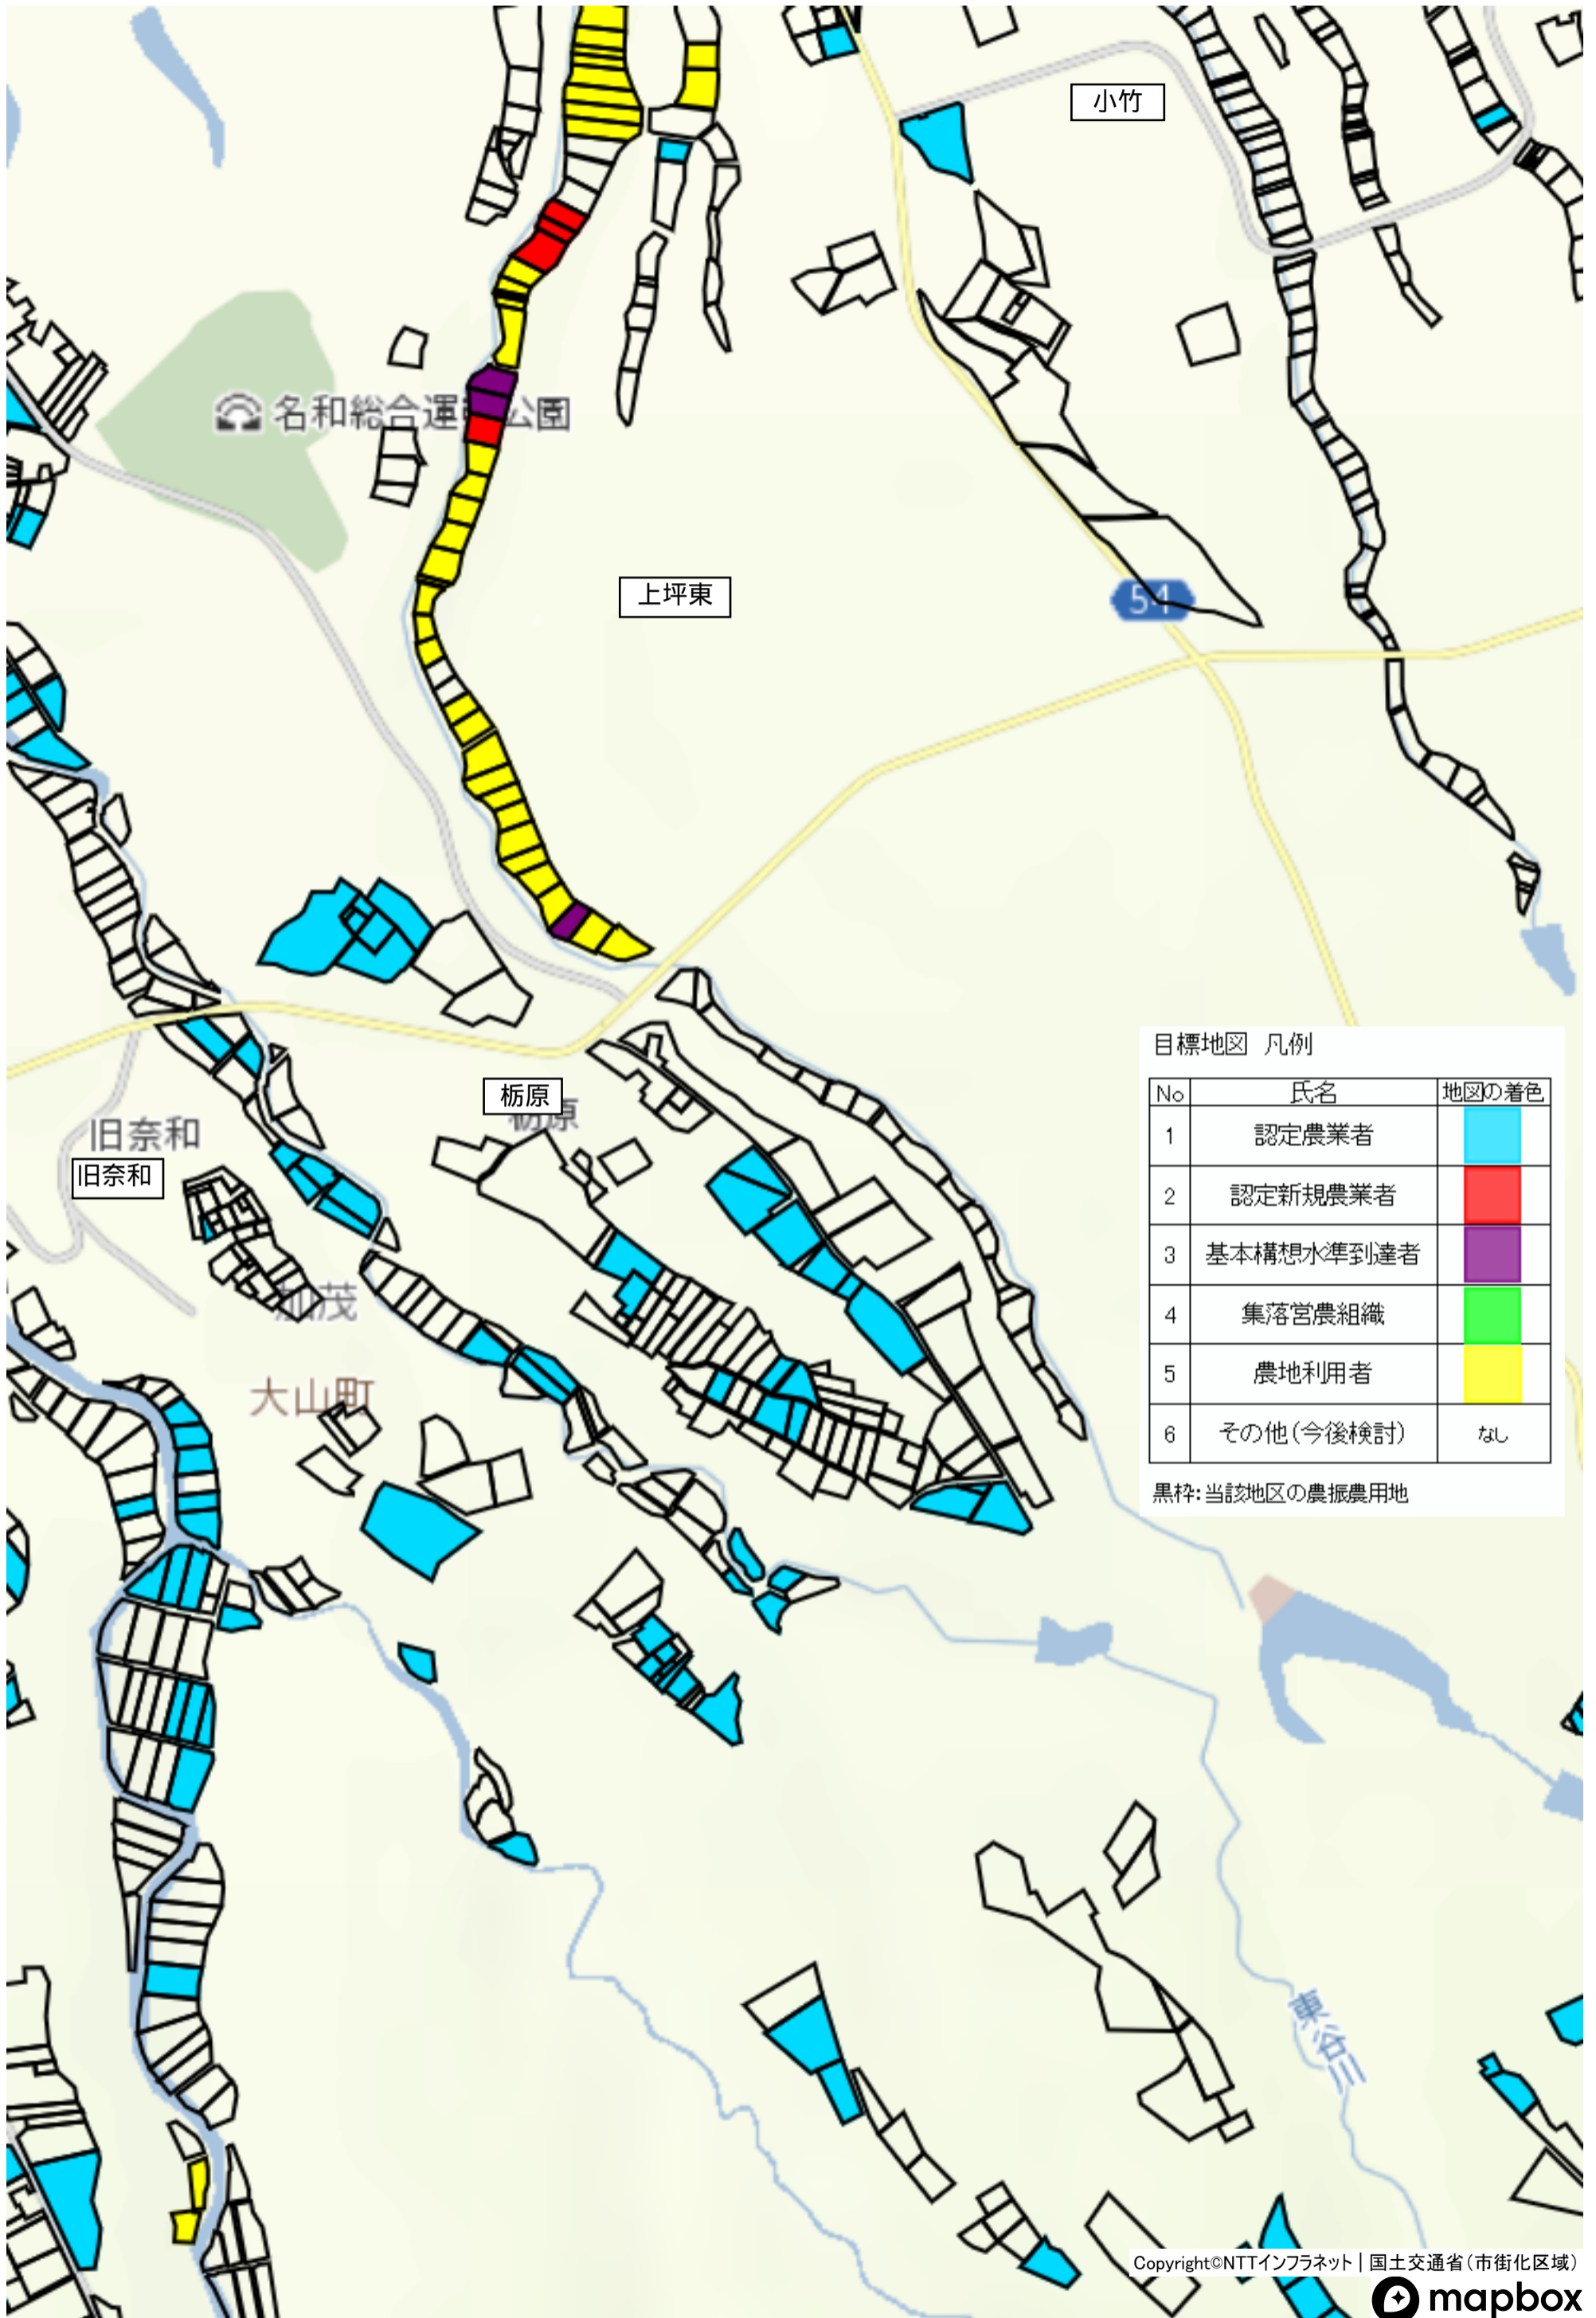 小竹
名和総合運
公園
上坪東
54
目標地図 凡例
No 氏名 地図の着色
1 認定農業者
2 認定新規農業者
3 基本構想水準到達者
4 集落営農組織
5 農地利用者
6 その他(今後検討) なし
黒枠:当該地区の農振農用地
栃原
栃原
旧奈和
旧奈和
加茂
大山町
東谷川
Copyright©NTTインフラネット | 国土交通省(市街化区域)
mapbox